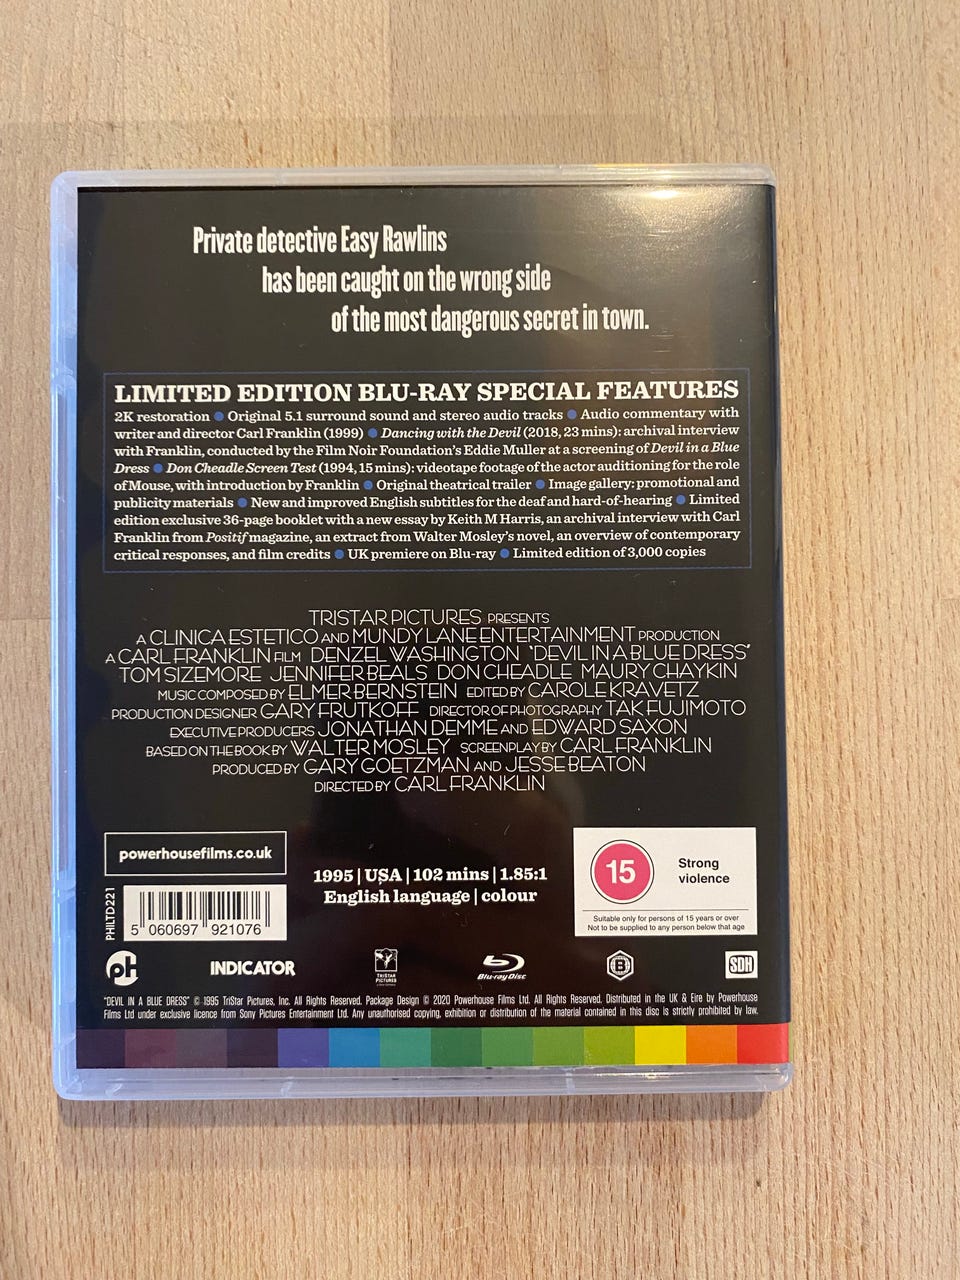 Private detective Easy Rawlins
has been caught on the wrong side
of the most dangerous secret in town.
LIMITED EDITION BLU-RAY SPECIAL FEATURES
2K restoration ● Original 5.1 surround sound and stereo audio tracks ● Audio commentary with
writer and director Carl Franklin (1999) ● Dancing with the Devil (2018, 23 mins): archival interview
with Franklin, conducted by the Film Noir Foundation's Eddie Muller at a screening of Devil in a Blue
Dress ● Don Cheadle Screen Test (1994, 15 mins): videotape footage of the actor auditioning for the role
of Mouse, with introduction by Franklin ● Original theatrical trailer ● Image gallery: promotional and
publicity materials ● New and improved English subtitles for the deaf and hard-of-hearing ● Limited
edition exclusive 36-page booklet with a new essay by Keith M Harris, an archival interview with Carl
Franklin from Positif magazine, an extract from Walter Mosley's novel, an overview of contemporary
critical responses, and film credits ● UK premiere on Blu-ray ● Limited edition of 3,000 copies
TRISTAR PICTURES PRESENTS
A CLINICA ESTETICO AND MUNDY LANE ENTERTAINMENT PRODUCTION
A CARL FRANKLIN FILM DENZEL WASHINGTON 'DEVIL IN A BLUE DRESS'
TOM SIZEMORE JENNIFER BEALS DON CHEADLE MAURY CHAYKIN
MUSIC COMPOSED BY ELMER BERNSTEIN EDITED BY CAROLE KRAVETZ
PRODUCTION DESIGNER GARY FRUTKOFF DIRECTOR OF PHOTOGRAPHY TAK FUJIMOTO
EXECUTIVE PRODUCERS JONATHAN DEMME AND EDWARD SAXON
BASED ON THE BOOK BY WALTER MOSLEY SCREENPLAY BY CARL FRANKLIN
PRODUCED BY GARY GOETZMAN AND JESSE BEATON
DIRECTED BY CARL FRANKLIN
powerhousefilms.co.uk
PHILTD221
5 060697 921076
1995 | USA | 102 mins | 1.85:1
English language | colour
15
Strong
violence
Suitable only for persons of 15 years or over
Not to be supplied to any person below that age
pH
INDICATOR
TRISTAR
PICTURES
Blu-ray Disc
B
SDH
"DEVIL IN A BLUE DRESS" © 1995 TriStar Pictures, Inc. All Rights Reserved. Package Design © 2020 Powerhouse Films Ltd. All Rights Reserved. Distributed in the UK & Eire by Powerhouse
Films Ltd under exclusive licence from Sony Pictures Entertainment Ltd. Any unauthorised copying, exhibition or distribution of the material contained in this disc is strictly prohibited by law.